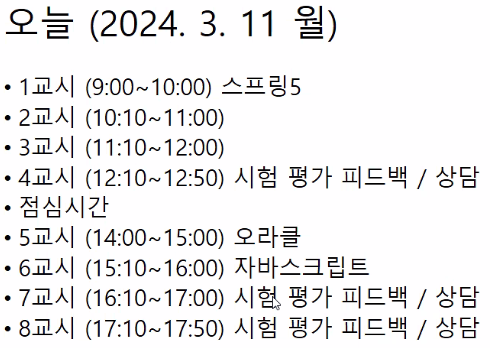 오늘 (2024. 3. 11 월)
• 1교시 (9:00~10:00) 스프링5
• 2교시 (10:10~11:00)
• 3교시 (11:10~12:00)
• 4교시 (12:10~12:50) 시험 평가 피드백 / 상담
• 점심시간
• 5교시 (14:00~15:00) 오라클
• 6교시 (15:10~16:00) 자바스크립트
• 7교시 (16:10~17:00) 시험 평가 피드백 / 상담
• 8교시 (17:10~17:50) 시험 평가 피드백 / 상담